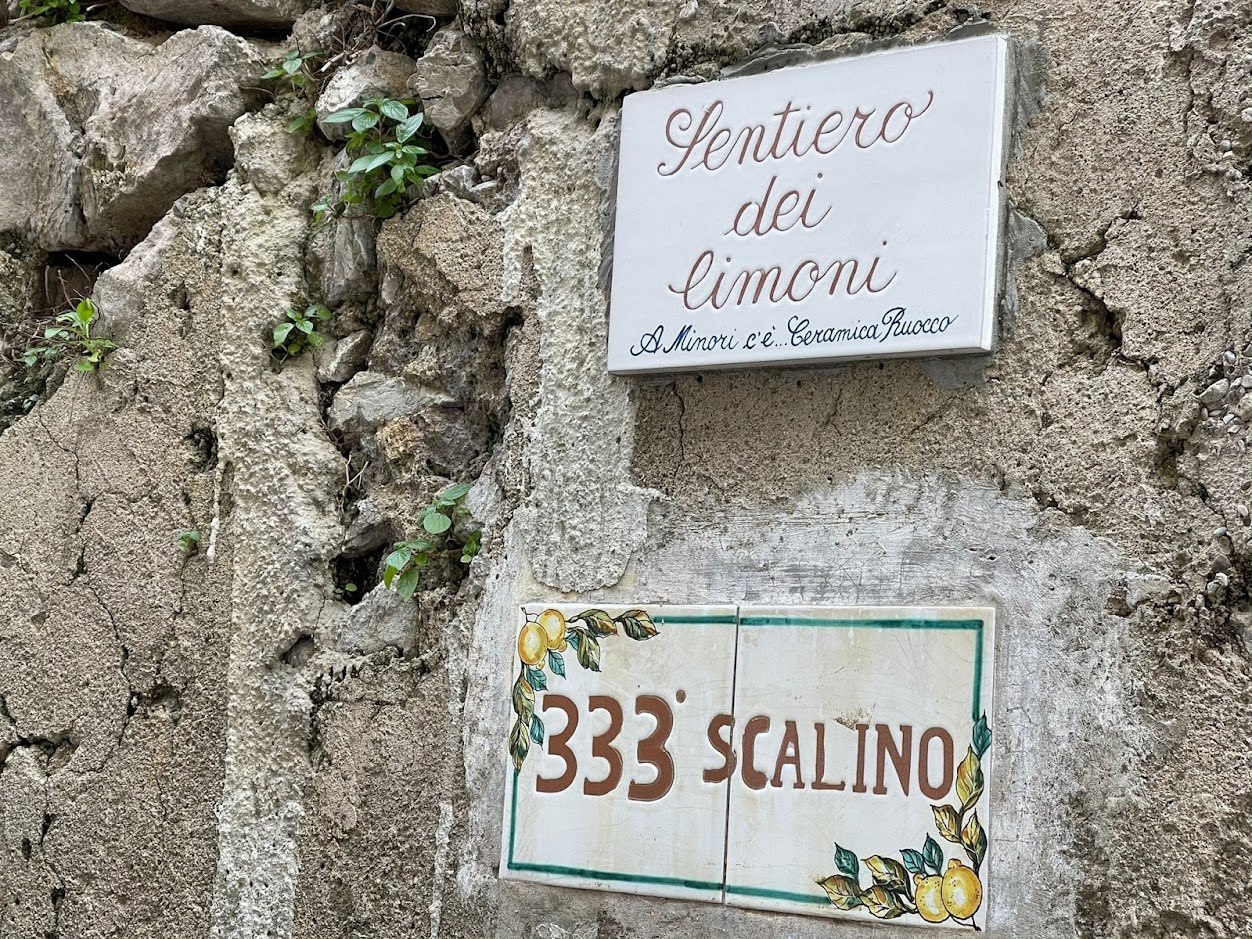 Sentiero
dei
limoni
A Minori c'è...Ceramica Ruocco
333° SCALINO